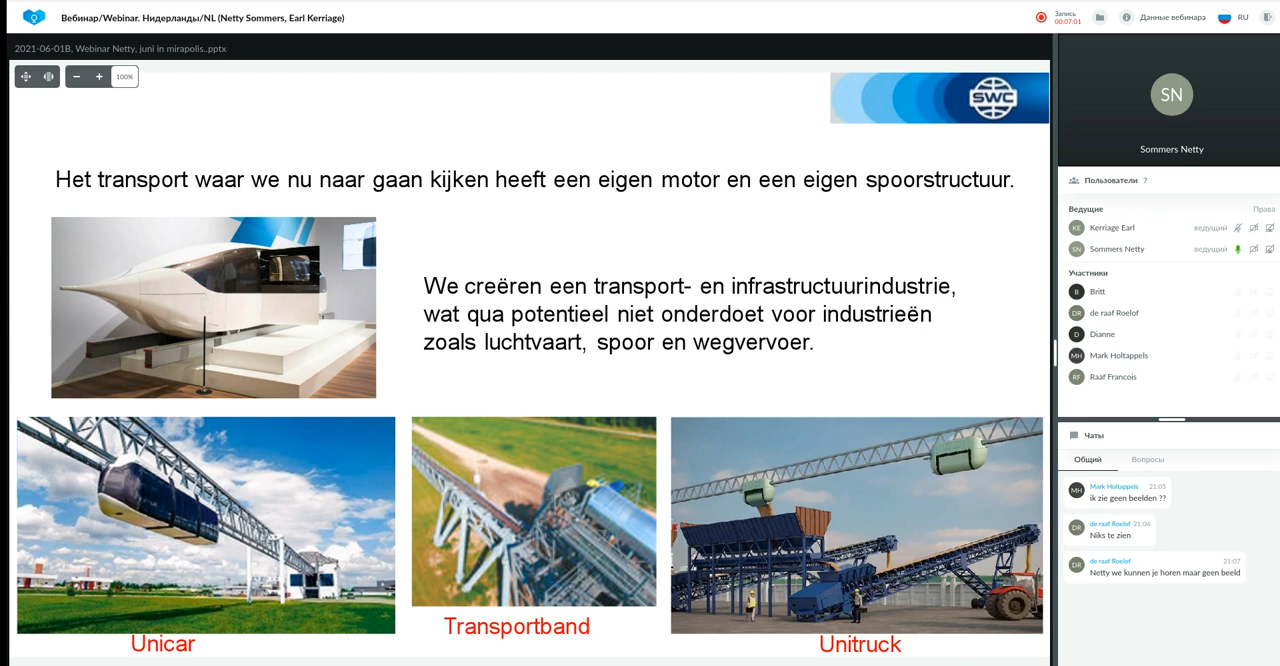 Вебинар/Webinar. Нидерланды/NL (Netty Sommers, Earl Kerriage)
Запись
00:07:01
Данные вебинара
RU
2021-06-01B, Webinar Netty, juni in mirapolis..pptx
100%
SWC
Het transport waar we nu naar gaan kijken heeft een eigen motor en een eigen spoorstructuur.
We creëren een transport- en infrastructuurindustrie,
wat qua potentieel niet onderdoet voor industrieën
zoals luchtvaart, spoor en wegvervoer.
Unicar
Transportband
Unitruck
SN
Sommers Netty
Пользователи 7
Ведущие Права
KE Kerriage Earl ведущий
SN Sommers Netty ведущий
Участники
B Britt
DR de raaf Roelof
D Dianne
MH Mark Holtappels
RF Raaf Francois
Чаты
Общий Вопросы
MH Mark Holtappels 21:05
ik zie geen beelden ??
DR de raaf Roelof 21:06
Niks te zien
DR de raaf Roelof 21:07
Netty we kunnen je horen maar geen beeld